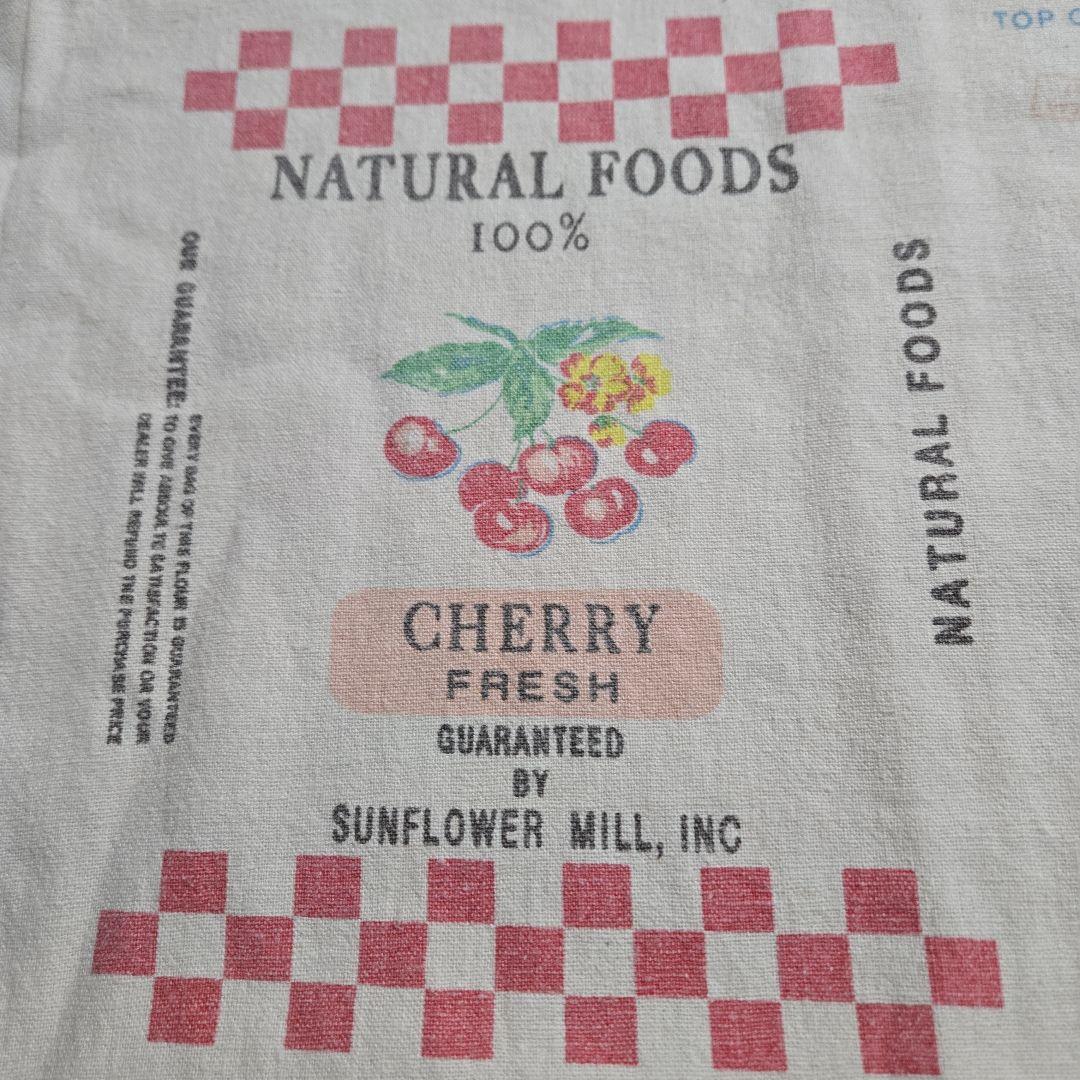 TOP
NATURAL FOODS
100%
OUR GUARANTEE:
EVERY BAG OF THIS FLOUR IS GUARANTEED
TO GIVE ABSOLUTE SATISFACTION OR YOUR
DEALER WILL REFUND THE PURCHASE PRICE
NATURAL FOODS
CHERRY
FRESH
GUARANTEED
BY
SUNFLOWER MILL, INC